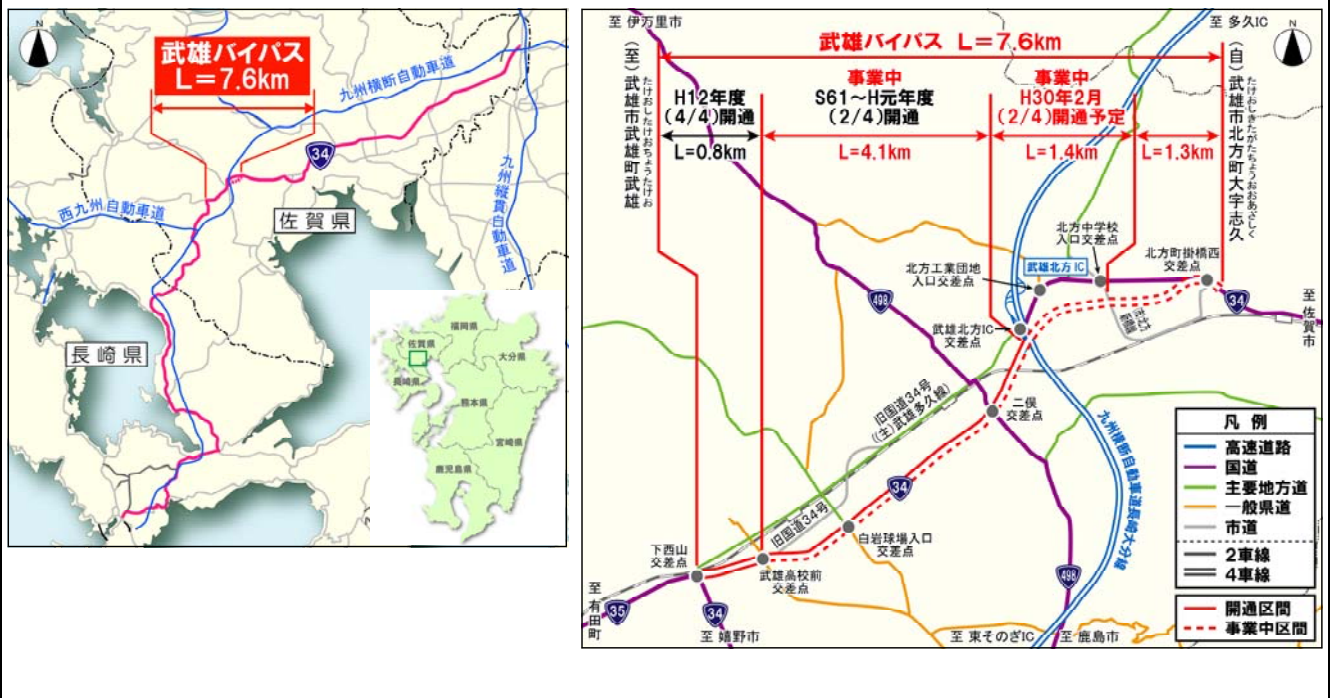 N
武雄バイパス
L=7.6km
九州横断自動車道
34
九州縦貫自動車道
西九州自動車道
佐賀県
長崎県
福岡県
佐賀県
大分県
長崎県
熊本県
宮崎県
鹿児島県
至 伊万里市
至 多久IC
N
武雄バイパス L=7.6km
(至)武雄市武雄町武雄
たけおしたけおちょうたけお
(自)武雄市北方町大字志久
たけおしきたがたちょうおおあざしく
H12年度
(4/4)開通
L=0.8km
事業中
S61~H元年度
(2/4)開通
L=4.1km
事業中
H30年2月
(2/4)開通予定
L=1.4km
L=1.3km
北方中学校
入口交差点
北方町掛橋西
交差点
武雄北方IC
北方工業団地
入口交差点
498
34
至 佐賀市
武雄北方IC
交差点
旧国道34号
((主)武雄多久線)
二俣
交差点
九州横断自動車道長崎大分線
34
旧国道34号
白岩球場入口
交差点
下西山
交差点
武雄高校前
交差点
498
至 有田町
35
34
至 嬉野市
至 東そのぎIC
至 鹿島市
凡 例
高速道路
国道
主要地方道
一般県道
市道
2車線
4車線
開通区間
事業中区間